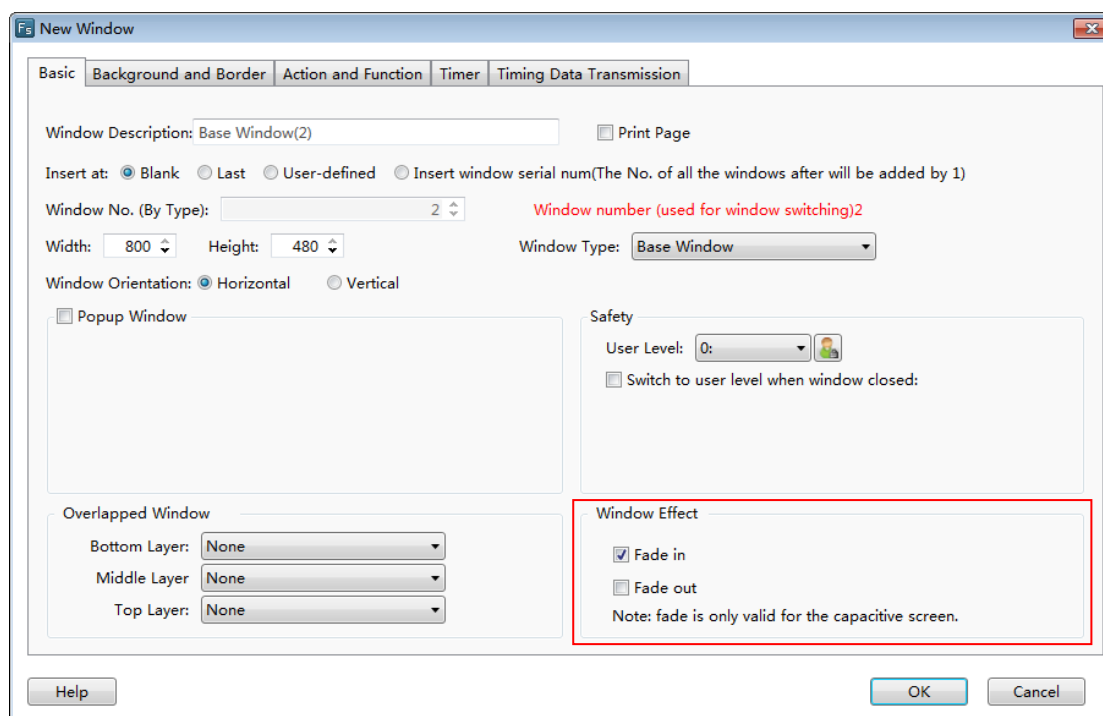 Fs New Window
Basic Background and Border Action and Function Timer Timing Data Transmission
Window Description: Base Window(2) Print Page
Insert at: Blank Last User-defined Insert window serial num(The No. of all the windows after will be added by 1)
Window No. (By Type): 2 Window number (used for window switching)2
Width: 800 Height: 480 Window Type: Base Window
Window Orientation: Horizontal Vertical
Popup Window
Safety
User Level: 0:
Switch to user level when window closed:
Overlapped Window
Bottom Layer: None
Middle Layer None
Top Layer: None
Window Effect
Fade in
Fade out
Note: fade is only valid for the capacitive screen.
Help OK Cancel